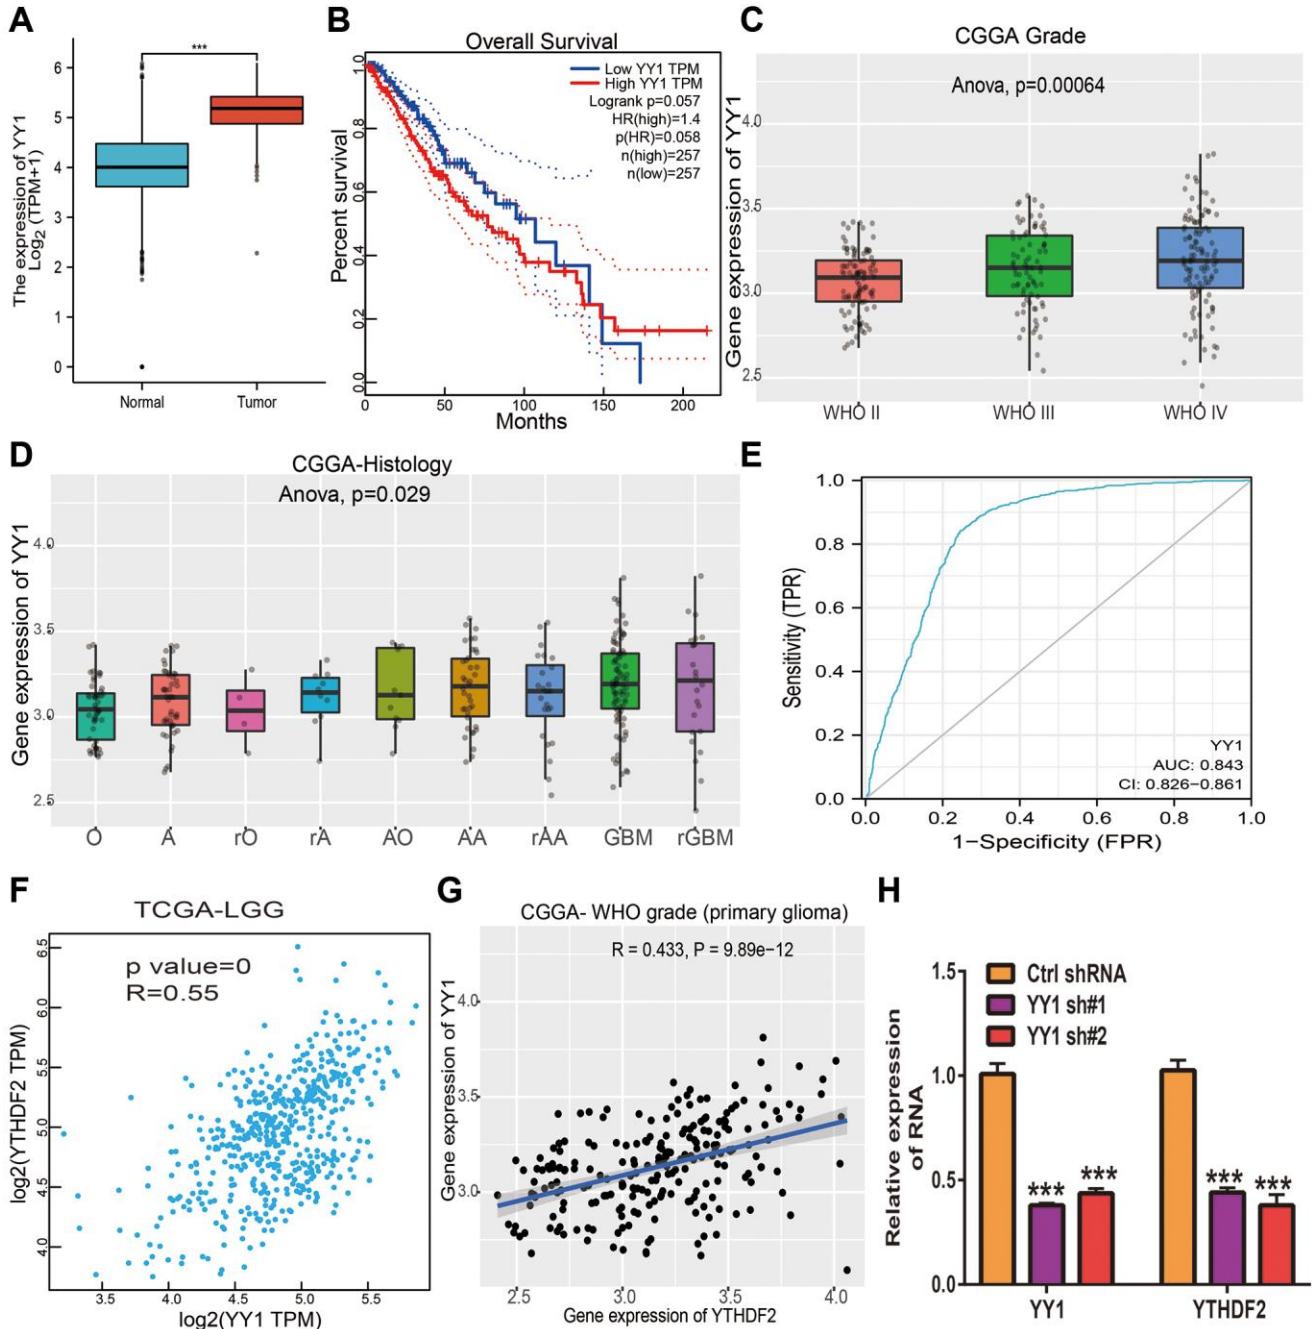 A
The expression of YY1
Log2 (TPM+1)
***
6
5
4
3
2
1
0
Normal
Tumor
B
Overall Survival
Low YY1 TPM
High YY1 TPM
Logrank p=0.057
HR(high)=1.4
p(HR)=0.058
n(high)=257
n(low)=257
Percent survival
1.0
0.8
0.6
0.4
0.2
0.0
0 50 100 150 200
Months
C
CGGA Grade
Anova, p=0.00064
Gene expression of YY1
4.0
3.5
3.0
2.5
WHO II
WHO III
WHO IV
D
CGGA-Histology
Anova, p=0.029
Gene expression of YY1
4.0
3.5
3.0
2.5
O A rO rA AO AA rAA GBM rGBM
E
Sensitivity (TPR)
1.0
0.8
0.6
0.4
0.2
0.0
YY1
AUC: 0.843
CI: 0.826−0.861
0.0 0.2 0.4 0.6 0.8 1.0
1−Specificity (FPR)
F
TCGA-LGG
p value=0
R=0.55
log2(YTHDF2 TPM)
6.5
6.0
5.5
5.0
4.5
4.0
3.5 4.0 4.5 5.0 5.5
log2(YY1 TPM)
G
CGGA- WHO grade (primary glioma)
R = 0.433, P = 9.89e−12
Gene expression of YY1
4.0
3.5
3.0
2.5 3.0 3.5 4.0
Gene expression of YTHDF2
H
Ctrl shRNA
YY1 sh#1
YY1 sh#2
Relative expression
of RNA
1.5
1.0
0.5
0.0
*** *** *** ***
YY1
YTHDF2